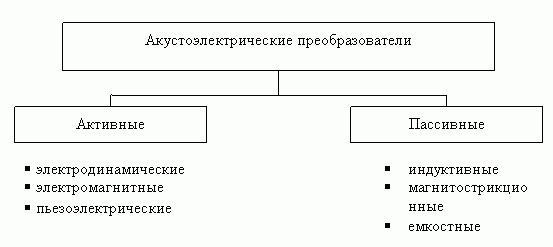 Акустоэлектрические преобразователи
Активные
Пассивные
▪ электродинамические
▪ электромагнитные
▪ пьезоэлектрические
▪ индуктивные
▪ магнитострикцио
нные
▪ емкостные